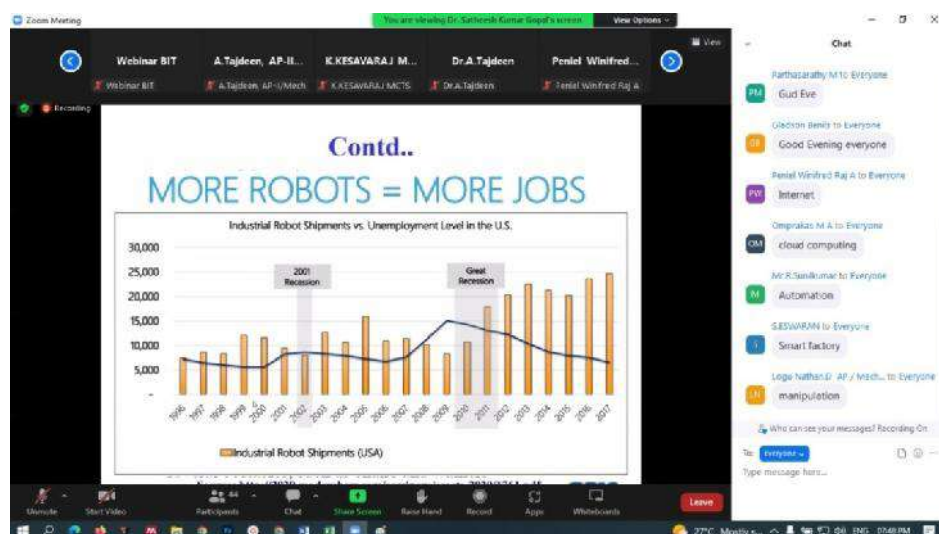 Zoom Meeting
You are viewing Dr. Satheesh Kumar Gopal's screen
View Options
View
Webinar BIT
A.Tajdeen, AP-II...
K.KESAVARAJ M...
Dr.A.Tajdeen
Peniel Winifred...
Webinar BIT
A.Tajdeen, AP-II/Mech
K.KESAVARAJ MCTS
Dr.A.Tajdeen
Peniel Winifred Raj A
Recording
Contd..
MORE ROBOTS = MORE JOBS
Industrial Robot Shipments vs. Unemployment Level in the U.S.
30,000
25,000
20,000
15,000
10,000
5,000
-
2001
Recession
Great
Recession
1996 1997 1998 1999 2000 2001 2002 2003 2004 2005 2006 2007 2008 2009 2010 2011 2012 2013 2014 2015 2016 2017
Industrial Robot Shipments (USA)
Unmute
Start Video
44
Participants
Chat
Share Screen
Raise Hand
Record
Apps
Whiteboards
Leave
Chat
Parthasarathy M to Everyone
PM
Gud Eve
to Everyone
Good Evening everyone
Peniel Winifred Raj A to Everyone
PW
Internet
Omprakas M A to Everyone
OM
cloud computing
Mr.R.Sunilkumar to Everyone
M
Automation
S.ESWARAN to Everyone
S
Smart factory
AP / Mech... to Everyone
LN
manipulation
Who can see your messages? Recording On
To:
Everyone
Type message here...
27°C
ENG
07:48 PM